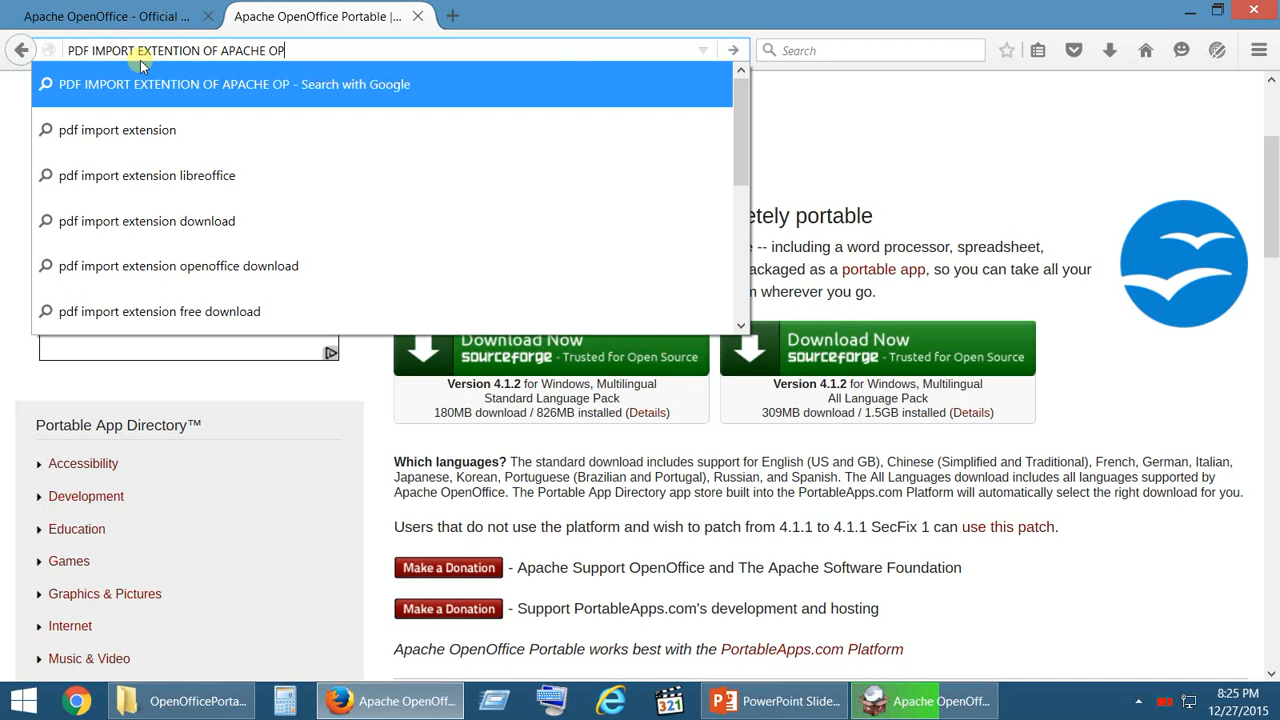 Apache OpenOffice - Official ...
Apache OpenOffice Portable |...
PDF IMPORT EXTENTION OF APACHE OP
Search
PDF IMPORT EXTENTION OF APACHE OP - Search with Google
pdf import extension
pdf import extension libreoffice
pdf import extension download
pdf import extension openoffice download
pdf import extension free download
etely portable
e -- including a word processor, spreadsheet,
ackaged as a portable app, so you can take all your
m wherever you go.
Download Now
sourceforge - Trusted for Open Source
Version 4.1.2 for Windows, Multilingual
Standard Language Pack
180MB download / 826MB installed (Details)
Download Now
sourceforge - Trusted for Open Source
Version 4.1.2 for Windows, Multilingual
All Language Pack
309MB download / 1.5GB installed (Details)
Portable App Directory™
Accessibility
Development
Education
Games
Graphics & Pictures
Internet
Music & Video
Which languages? The standard download includes support for English (US and GB), Chinese (Simplified and Traditional), French, German, Italian,
Japanese, Korean, Portuguese (Brazilian and Portugal), Russian, and Spanish. The All Languages download includes all languages supported by
Apache OpenOffice. The Portable App Directory app store built into the PortableApps.com Platform will automatically select the right download for you.
Users that do not use the platform and wish to patch from 4.1.1 to 4.1.1 SecFix 1 can use this patch.
Make a Donation - Apache Support OpenOffice and The Apache Software Foundation
Make a Donation - Support PortableApps.com's development and hosting
Apache OpenOffice Portable works best with the PortableApps.com Platform
OpenOfficePorta...
Apache OpenOff...
321
PowerPoint Slide...
Apache OpenOff...
8:25 PM
12/27/2015